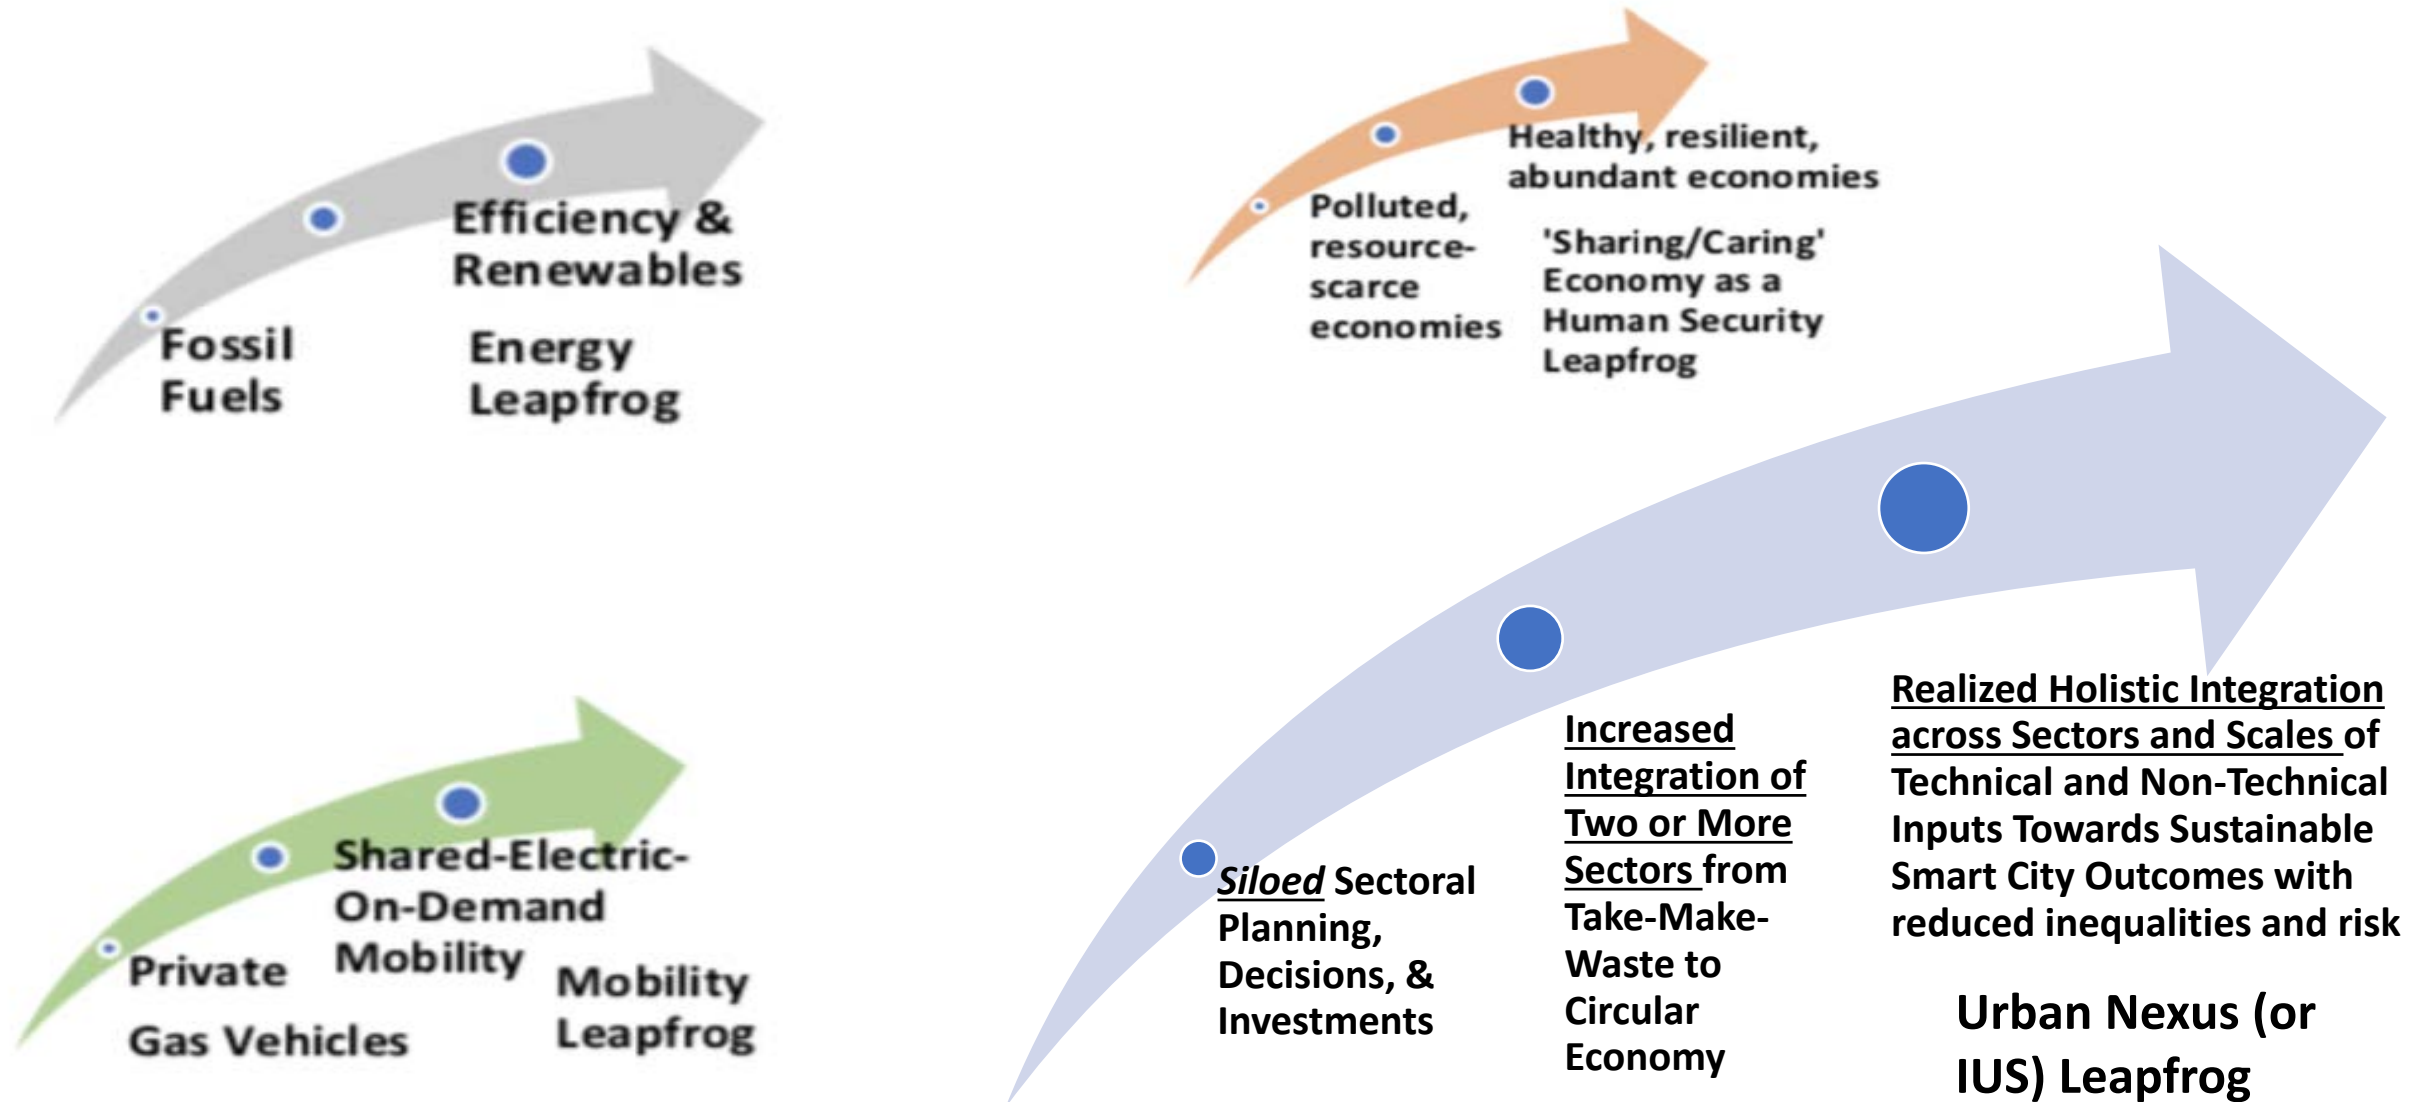 Fossil
Fuels
Efficiency &
Renewables
Energy
Leapfrog
Polluted,
resource-
scarce
economies
Healthy, resilient,
abundant economies
'Sharing/Caring'
Economy as a
Human Security
Leapfrog
Private
Gas Vehicles
Shared-Electric-
On-Demand
Mobility
Mobility
Leapfrog
Siloed Sectoral
Planning,
Decisions, &
Investments
Increased
Integration of
Two or More
Sectors from
Take-Make-
Waste to
Circular
Economy
Realized Holistic Integration
across Sectors and Scales of
Technical and Non-Technical
Inputs Towards Sustainable
Smart City Outcomes with
reduced inequalities and risk
Urban Nexus (or
IUS) Leapfrog